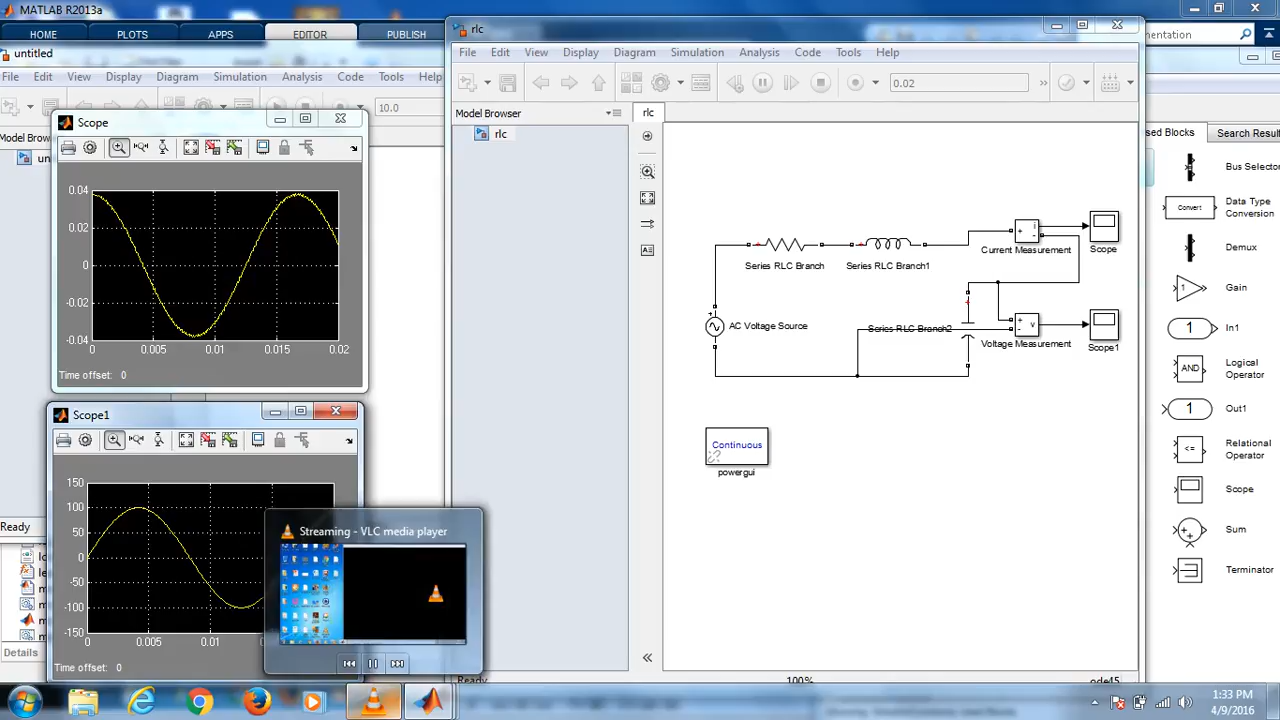 MATLAB R2013a
HOME PLOTS APPS EDITOR PUBLISH
untitled
File Edit View Display Diagram Simulation Analysis Code Tools Help
10.0
Scope
0.04
0.02
0
-0.02
-0.04
0 0.005 0.01 0.015 0.02
Time offset: 0
Scope1
150
100
50
0
-50
-100
-150
0 0.005 0.01
Time offset: 0
Ready
Details
Streaming - VLC media player
rlc
File Edit View Display Diagram Simulation Analysis Code Tools Help
0.02
Model Browser
rlc
rlc
Series RLC Branch
Series RLC Branch1
Current Measurement
Scope
AC Voltage Source
Series RLC Branch2
Voltage Measurement
Scope1
Continuous
powergui
100%
ode45
Search Result
Bus Selector
Convert
Data Type
Conversion
Demux
1 Gain
1 In1
AND
Logical
Operator
1 Out1
<=
Relational
Operator
Scope
Sum
Terminator
1:33 PM
4/9/2016